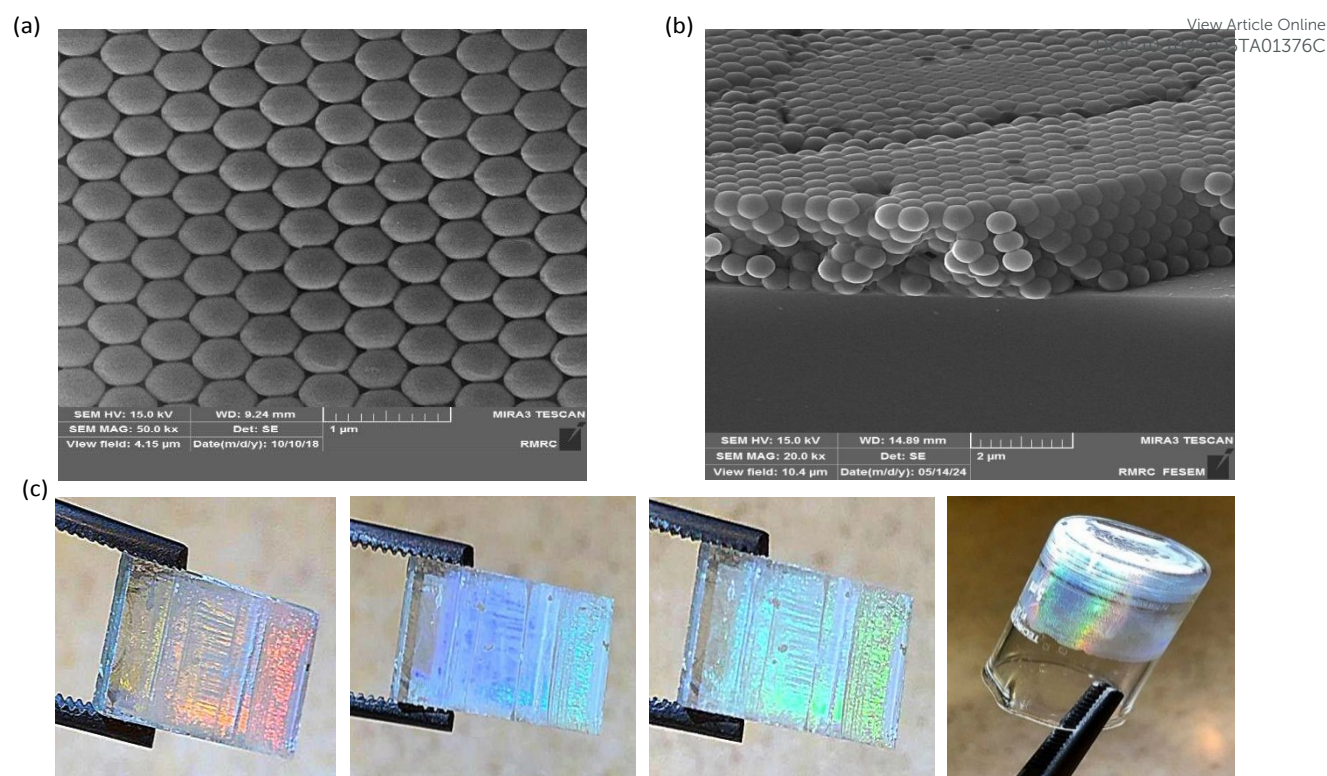 (a)
(b)
View Article Online
5TA01376C
SEM HV: 15.0 kV
WD: 9.24 mm
MIRA3 TESCAN
SEM MAG: 50.0 kx
Det: SE
1 µm
View field: 4.15 µm
Date(m/d/y): 10/10/18
RMRC
SEM HV: 15.0 kV
WD: 14.89 mm
MIRA3 TESCAN
SEM MAG: 20.0 kx
Det: SE
2 µm
View field: 10.4 µm
Date(m/d/y): 05/14/24
RMRC FESEM
(c)